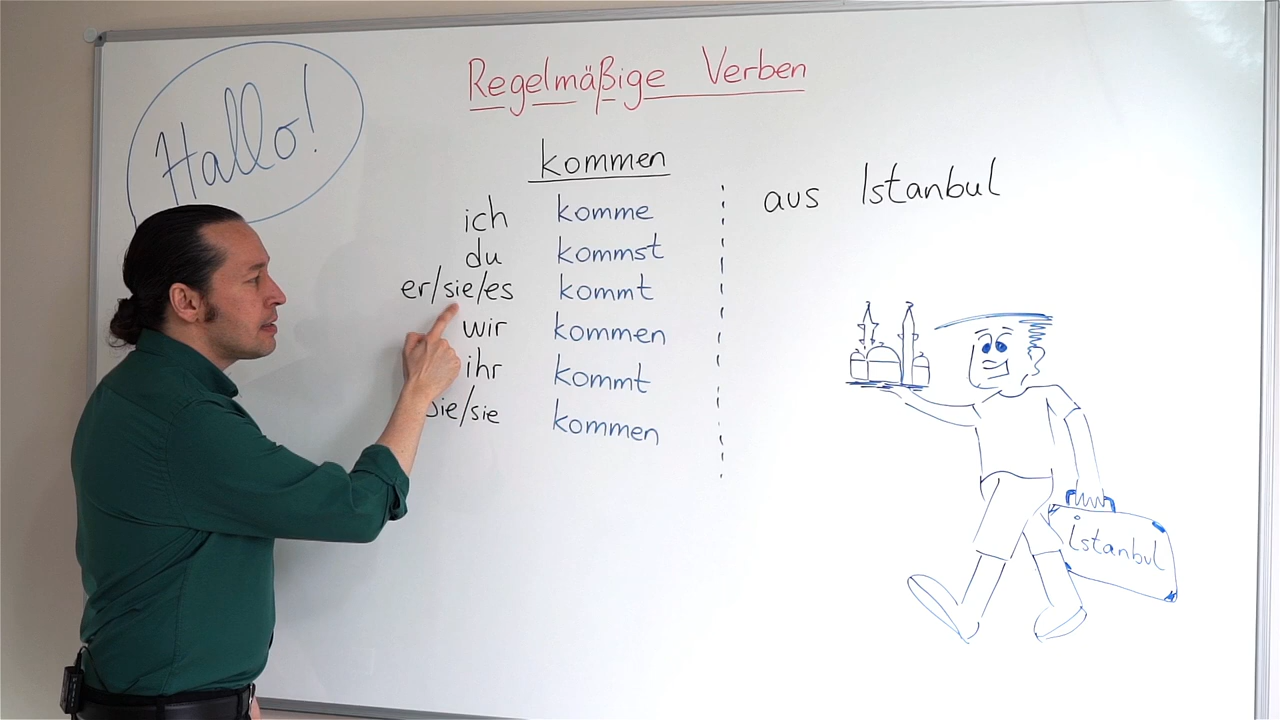 Hallo!
Regelmäßige Verben
kommen
aus Istanbul
ich komme
du kommst
er/sie/es kommt
wir kommen
ihr kommt
Sie/sie kommen
istanbul